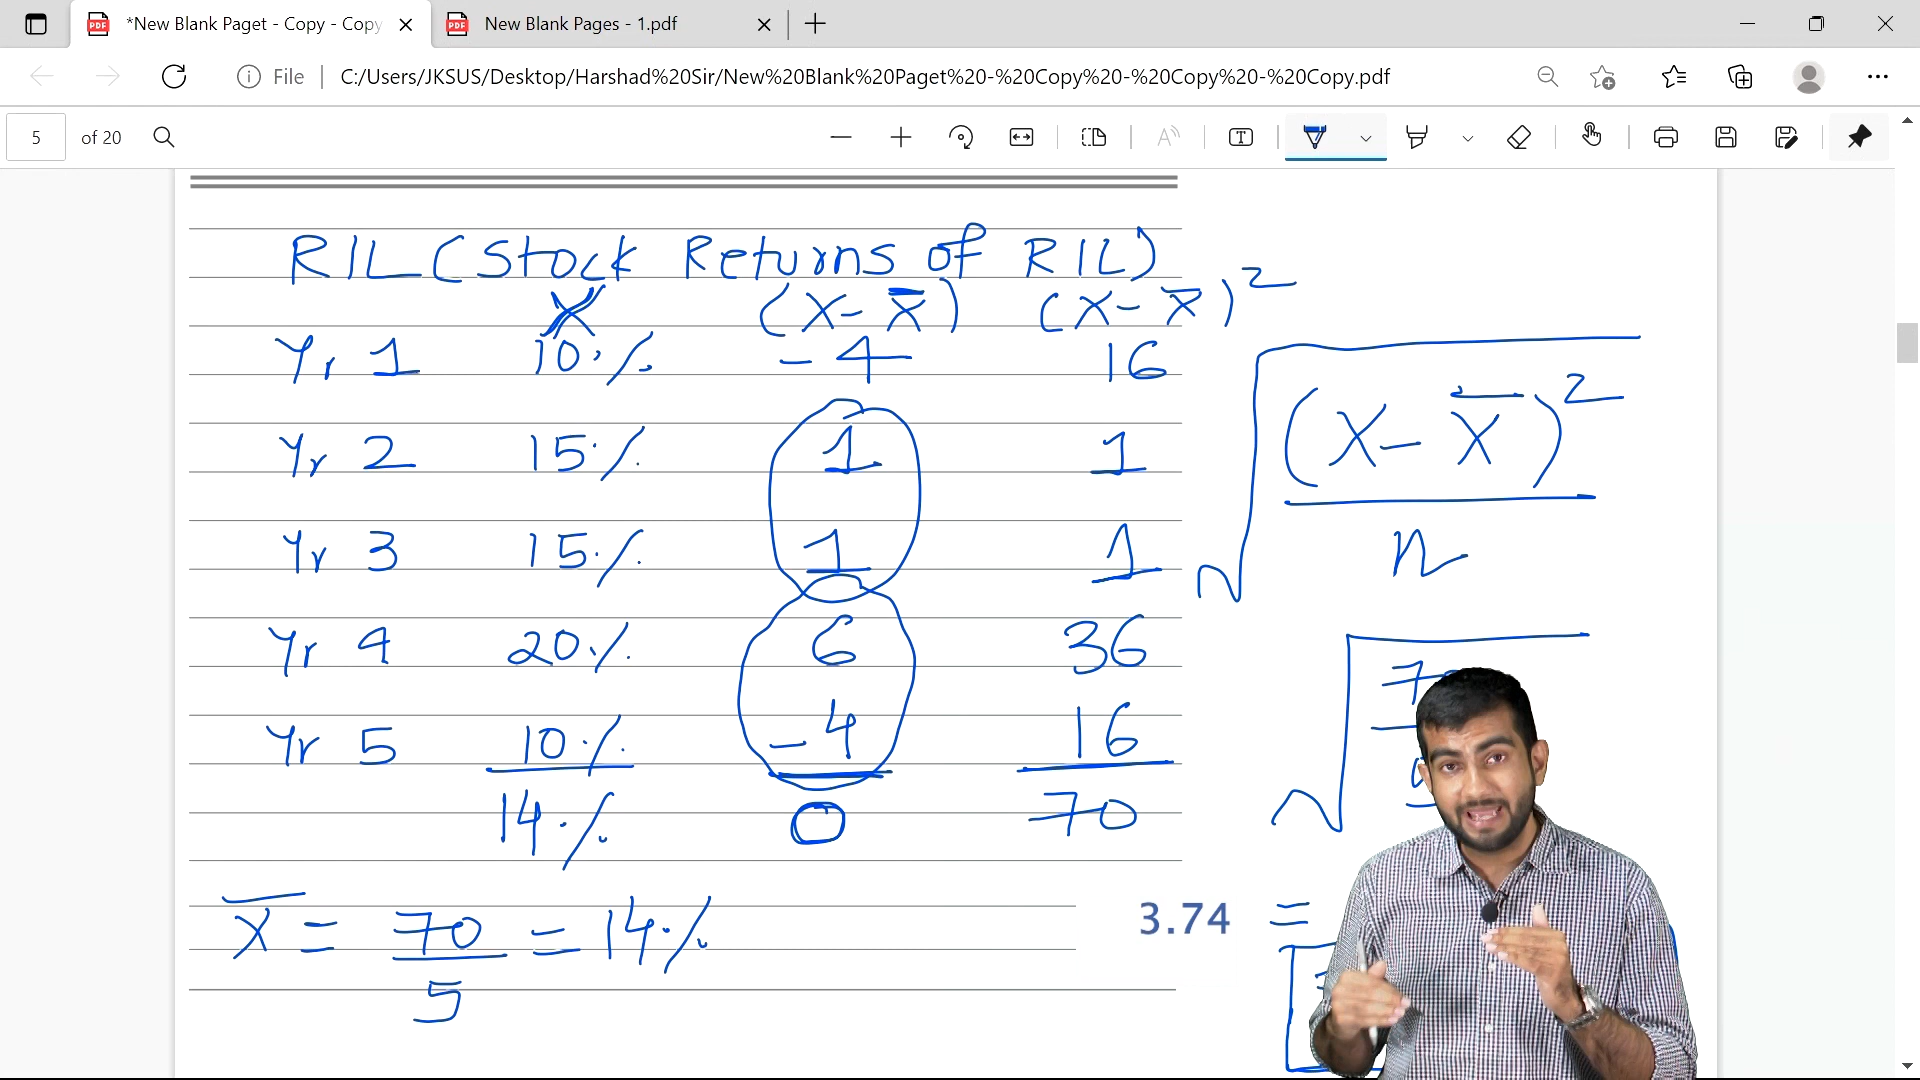 *New Blank Paget - Copy - Copy
New Blank Pages - 1.pdf
File
C:/Users/JKSUS/Desktop/Harshad%20Sir/New%20Blank%20Paget%20-%20Copy%20-%20Copy%20-%20Copy.pdf
5 of 20
RIL (Stock Returns of RIL)
X (X - X̄) (X - X̄)²
Yr 1 10% -4 16
Yr 2 15% 1 1
Yr 3 15% 1 1
Yr 4 20% 6 36
Yr 5 10% -4 16
14% 0 70
X̄ = 70/5 = 14%
√(X - X̄)²/n
3.74 =